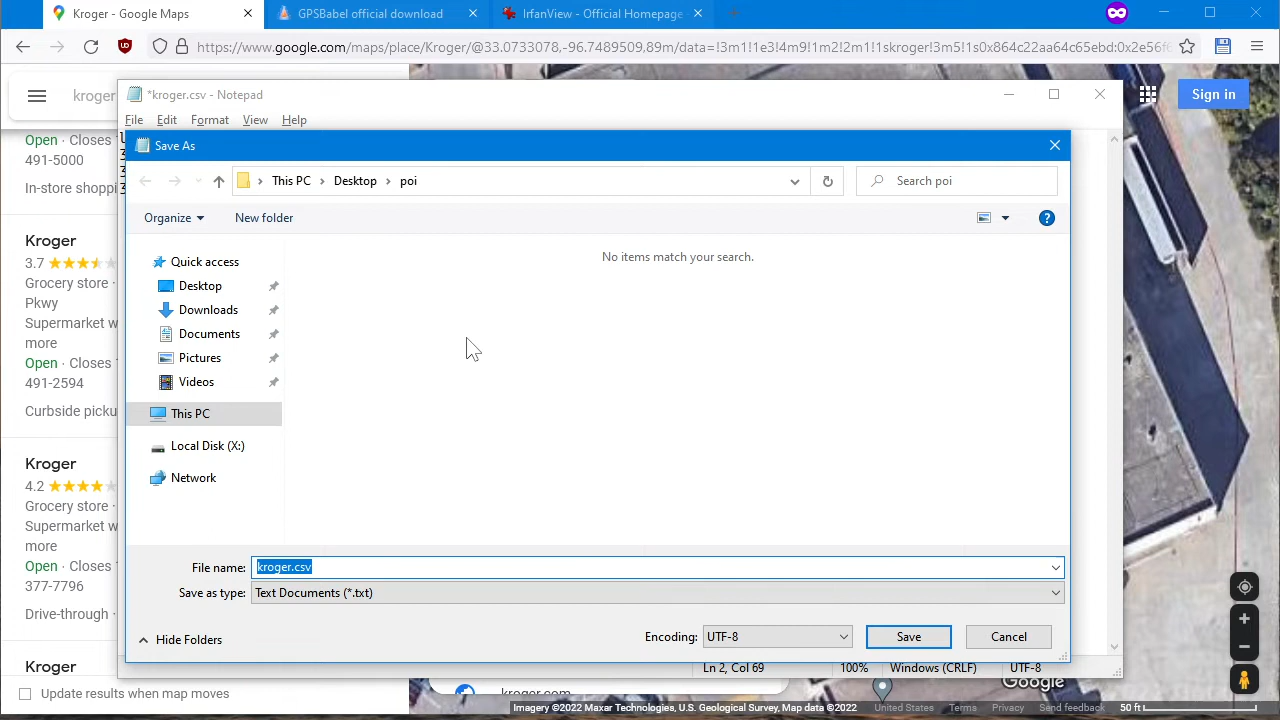 Kroger - Google Maps
GPSBabel official download
IrfanView - Official Homepage
https://www.google.com/maps/place/Kroger/@33.0733078,-96.7489509,89m/data=!3m1!1e3!4m9!1m2!2m1!1skroger!3m5!1s0x864c22aa64c65ebd:0x2e56f6
kroger
Sign in
*kroger.csv - Notepad
File Edit Format View Help
Save As
This PC Desktop poi
Search poi
Organize New folder
No items match your search.
Quick access
Desktop
Downloads
Documents
Pictures
Videos
This PC
Local Disk (X:)
Network
File name: kroger.csv
Save as type: Text Documents (*.txt)
Hide Folders
Encoding: UTF-8
Save
Cancel
Ln 2, Col 69 100% Windows (CRLF) UTF-8
Open · Closes
491-5000
In-store shoppi
Kroger
3.7
Grocery store ·
Pkwy
Supermarket w
more
Open · Closes
491-2594
Curbside picku
Kroger
4.2
Grocery store ·
Supermarket w
more
Open · Closes
377-7796
Drive-through ·
Kroger
Update results when map moves
kroger.com
Google
Imagery ©2022 Maxar Technologies, U.S. Geological Survey, Map data ©2022 United States Terms Privacy Send feedback 50 ft